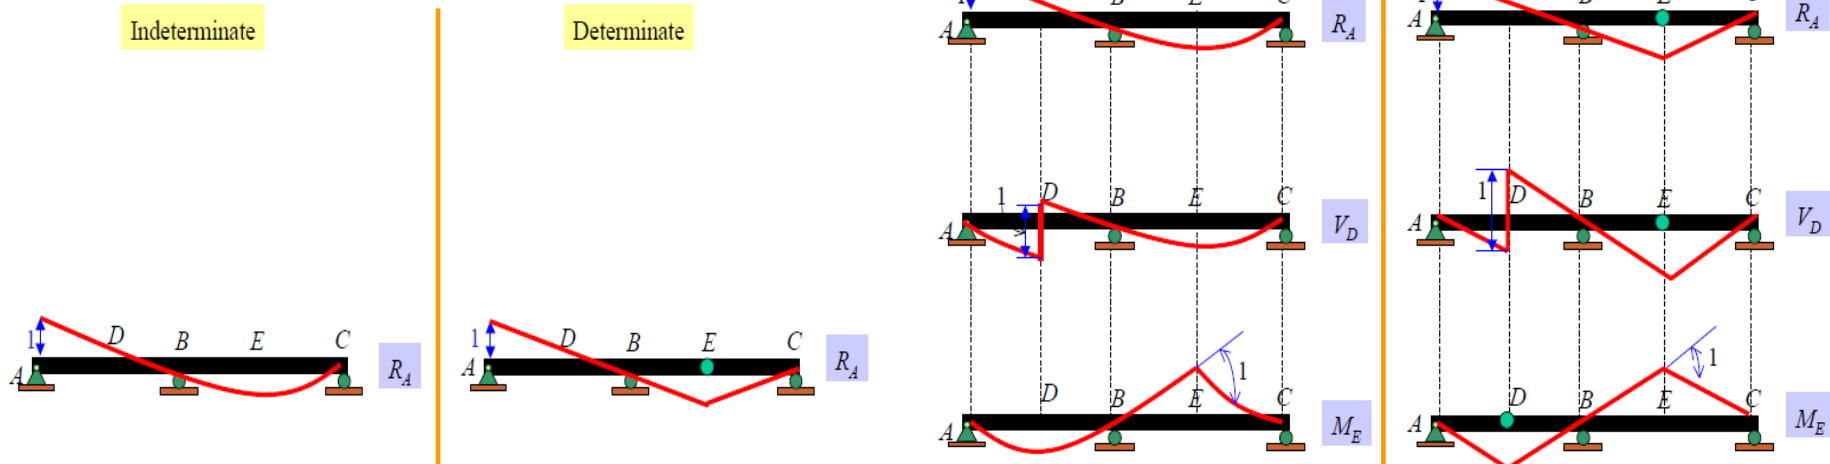 Indeterminate
Determinate
A B E C R_A
A B E C R_A
1 D B E C
A R_A
1 D B E C
A R_A
1 D B E C
A V_D
1 D B E C
A V_D
1
D B E C
A M_E
1
D B E C
A M_E